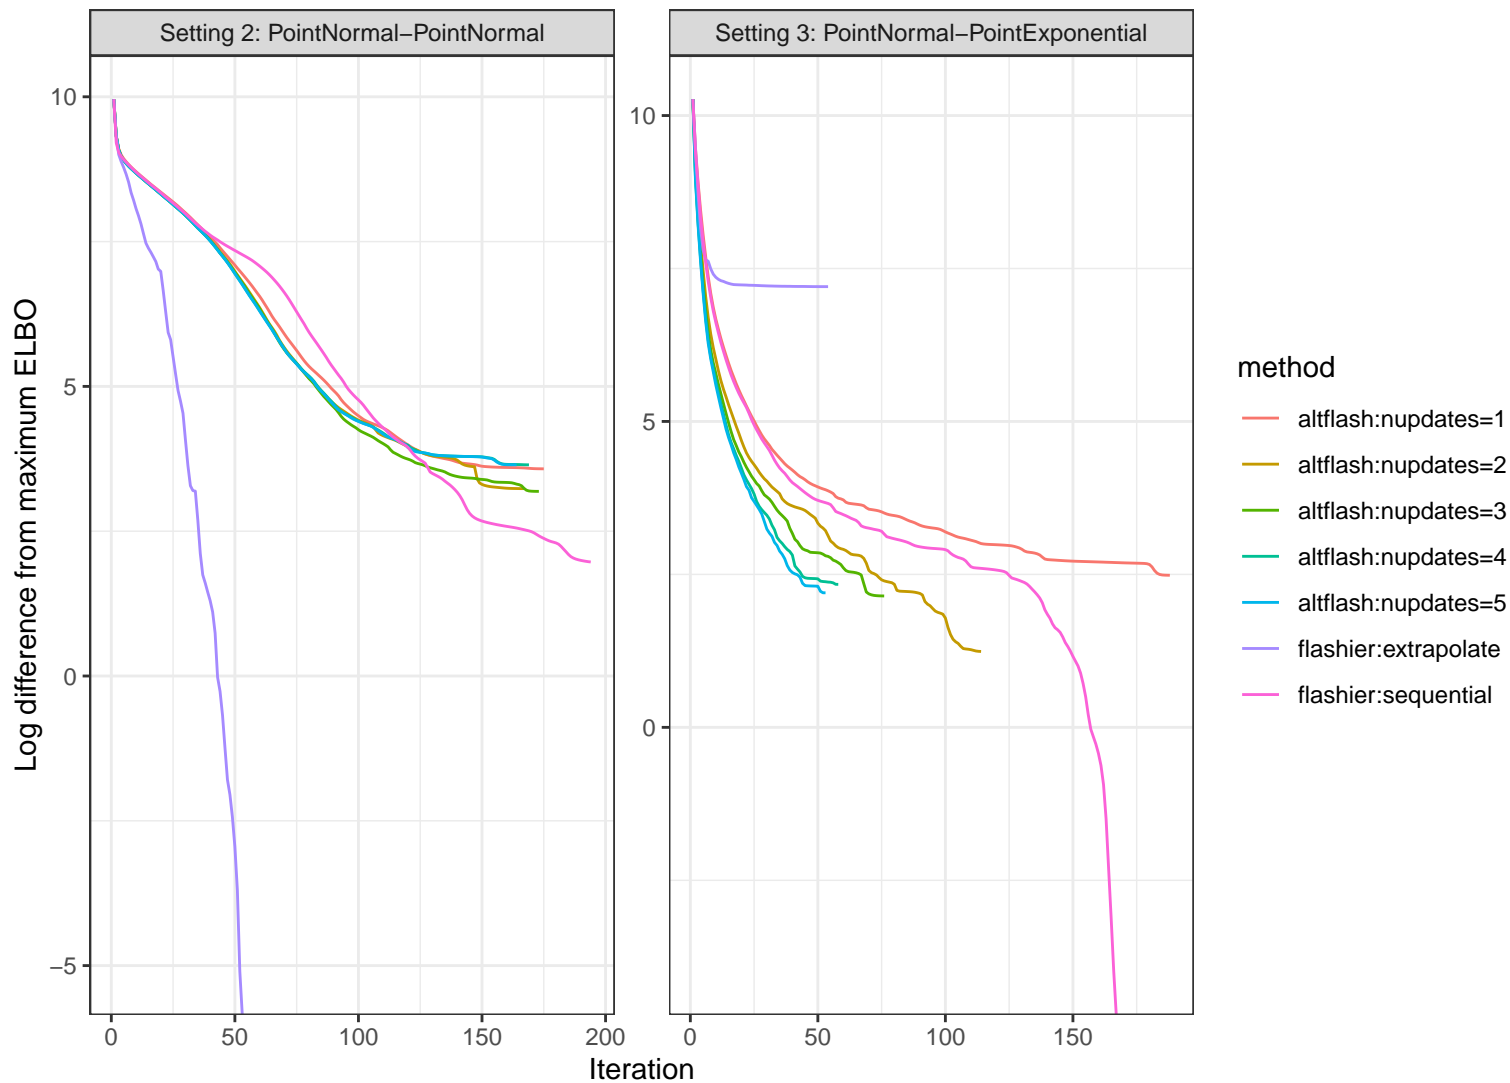 Setting 2: PointNormal−PointNormal
Setting 3: PointNormal−PointExponential
Log difference from maximum ELBO
10
5
0
−5
0
50
100
150
200
10
5
0
0
50
100
150
Iteration
method
altflash:nupdates=1
altflash:nupdates=2
altflash:nupdates=3
altflash:nupdates=4
altflash:nupdates=5
flashier:extrapolate
flashier:sequential